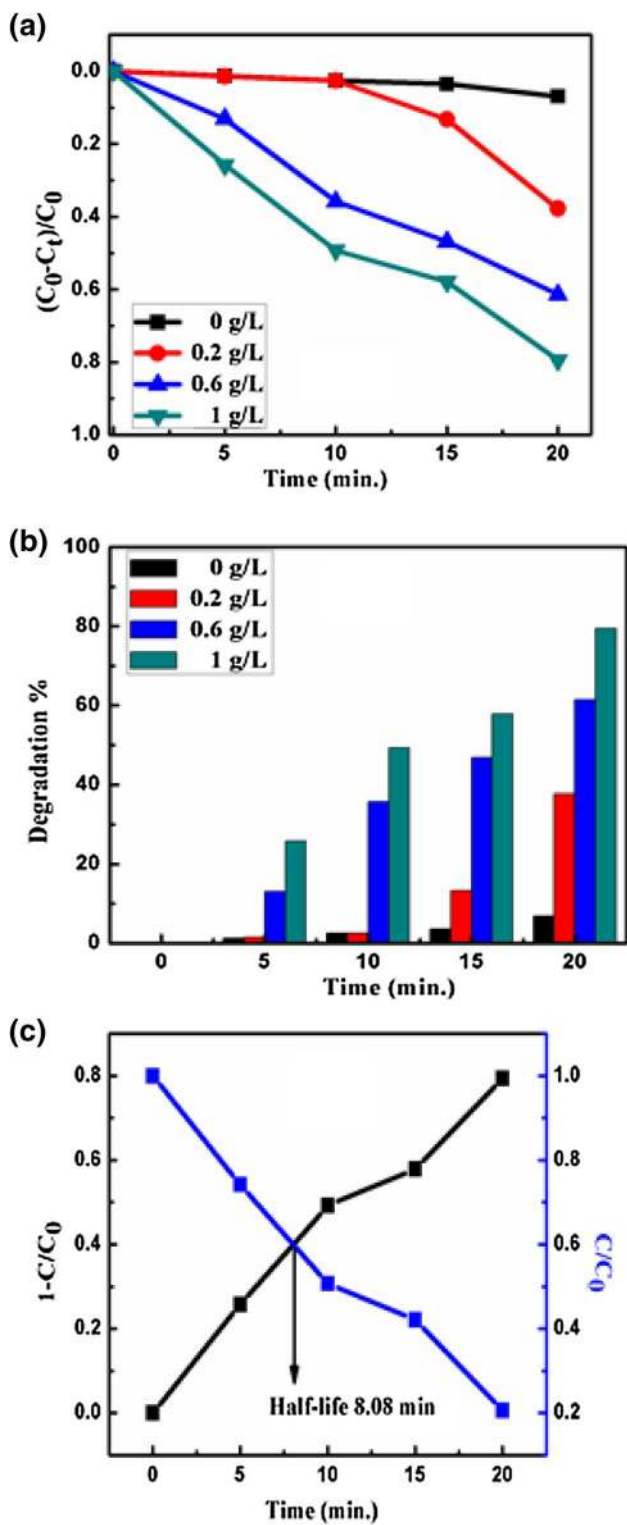 (a)
0.0
0.2
0.4
0.6
0.8
1.0
(C0-Ct)/C0
0 g/L
0.2 g/L
0.6 g/L
1 g/L
0 5 10 15 20
Time (min.)
(b)
100
80
60
40
20
0
Degradation %
0 g/L
0.2 g/L
0.6 g/L
1 g/L
0 5 10 15 20
Time (min.)
(c)
0.8
0.6
0.4
0.2
0.0
1-C/C0
1.0
0.8
0.6
0.4
0.2
C/C0
Half-life 8.08 min
0 5 10 15 20
Time (min.)